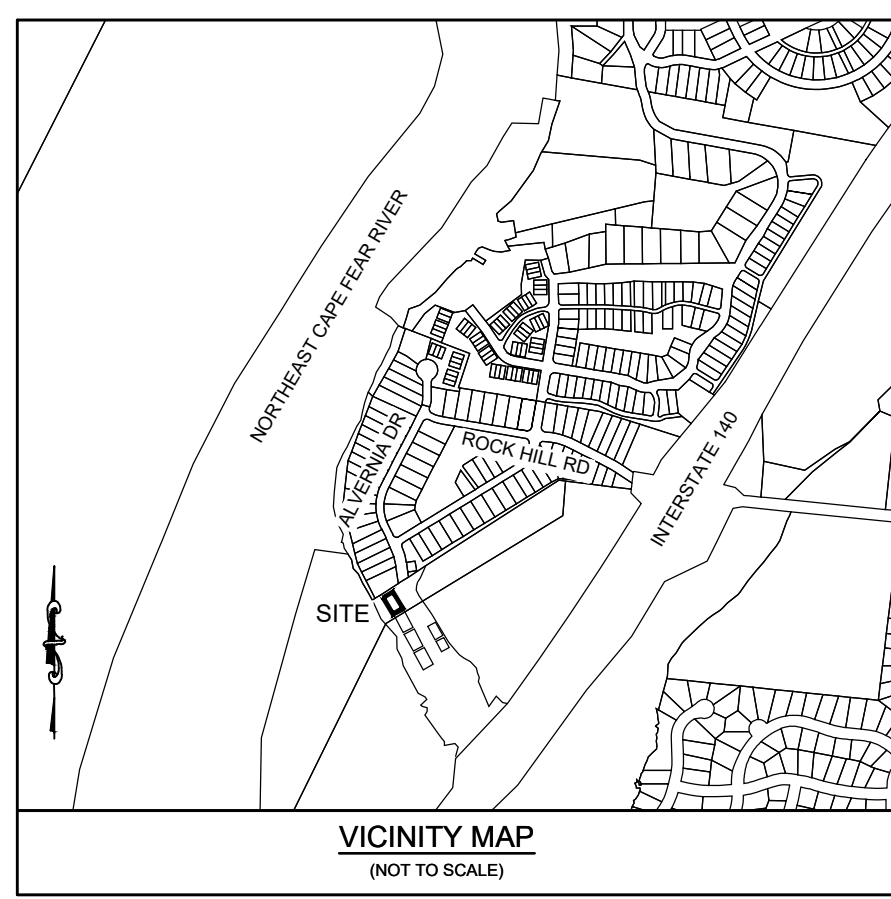 NORTHEAST CAPE FEAR RIVER
ALVERNIA DR
ROCK HILL RD
INTERSTATE 140
SITE
VICINITY MAP
(NOT TO SCALE)